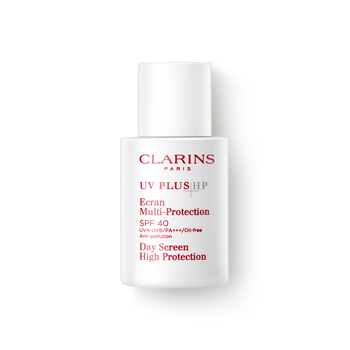 CLARINS
PARIS
UV PLUS HP
Ecran
Multi-Protection
SPF 40
UVA-UVB/PA+++/Oil-free
Anti-pollution
Day Screen
High Protection